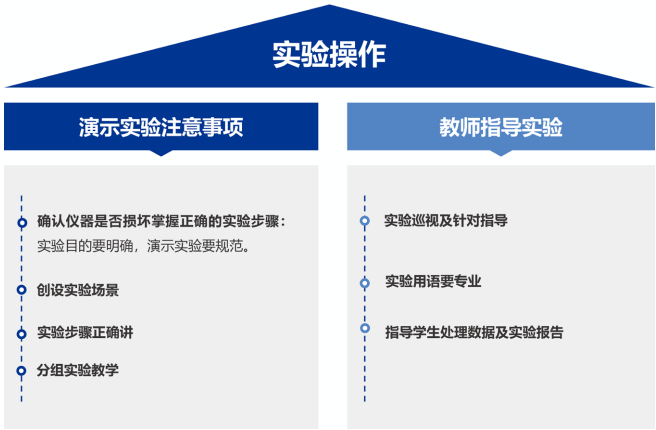 实验操作
演示实验注意事项
确认仪器是否损坏掌握正确的实验步骤：
实验目的要明确，演示实验要规范。
创设实验场景
实验步骤正确讲
分组实验教学
教师指导实验
实验巡视及针对指导
实验用语要专业
指导学生处理数据及实验报告